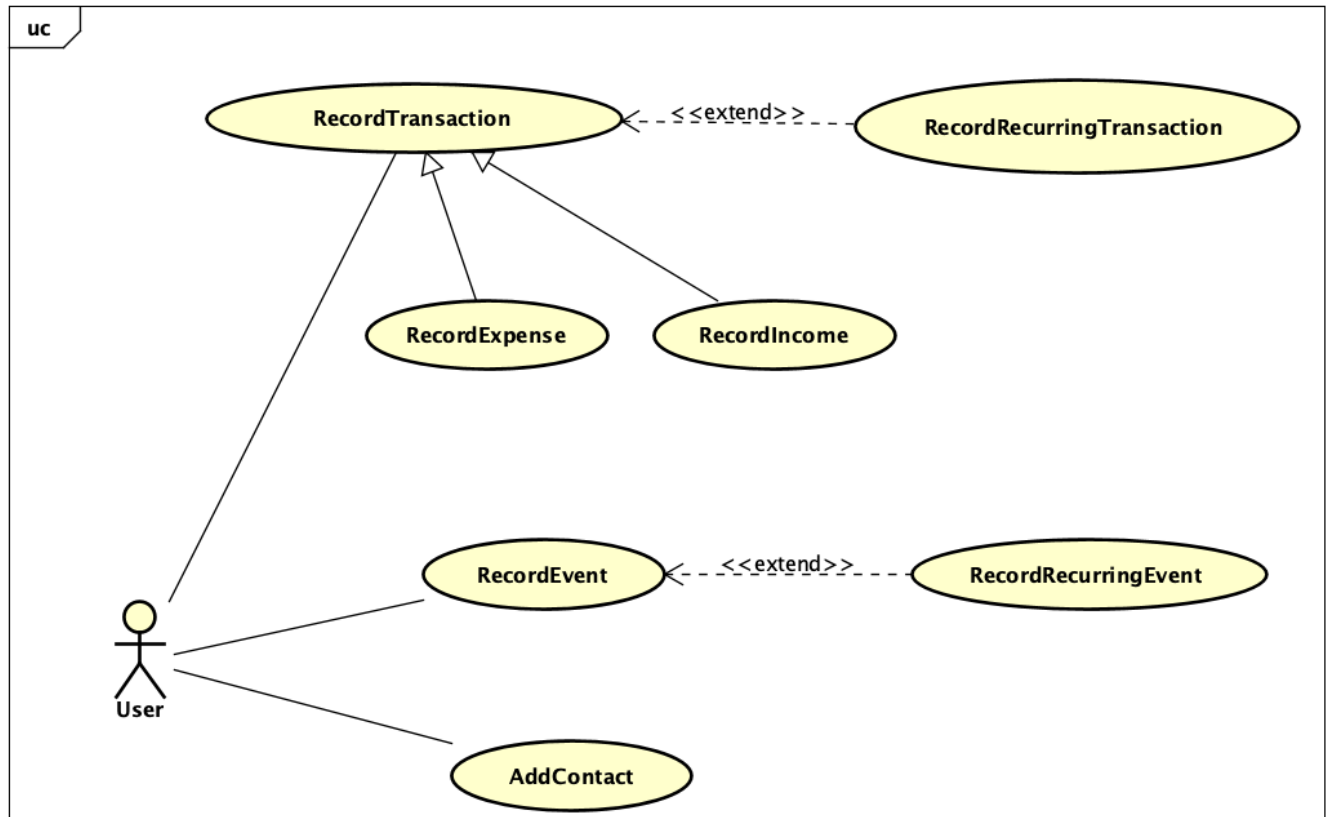 uc
RecordTransaction
<<extend>>
RecordRecurringTransaction
RecordExpense
RecordIncome
RecordEvent
<<extend>>
RecordRecurringEvent
User
AddContact